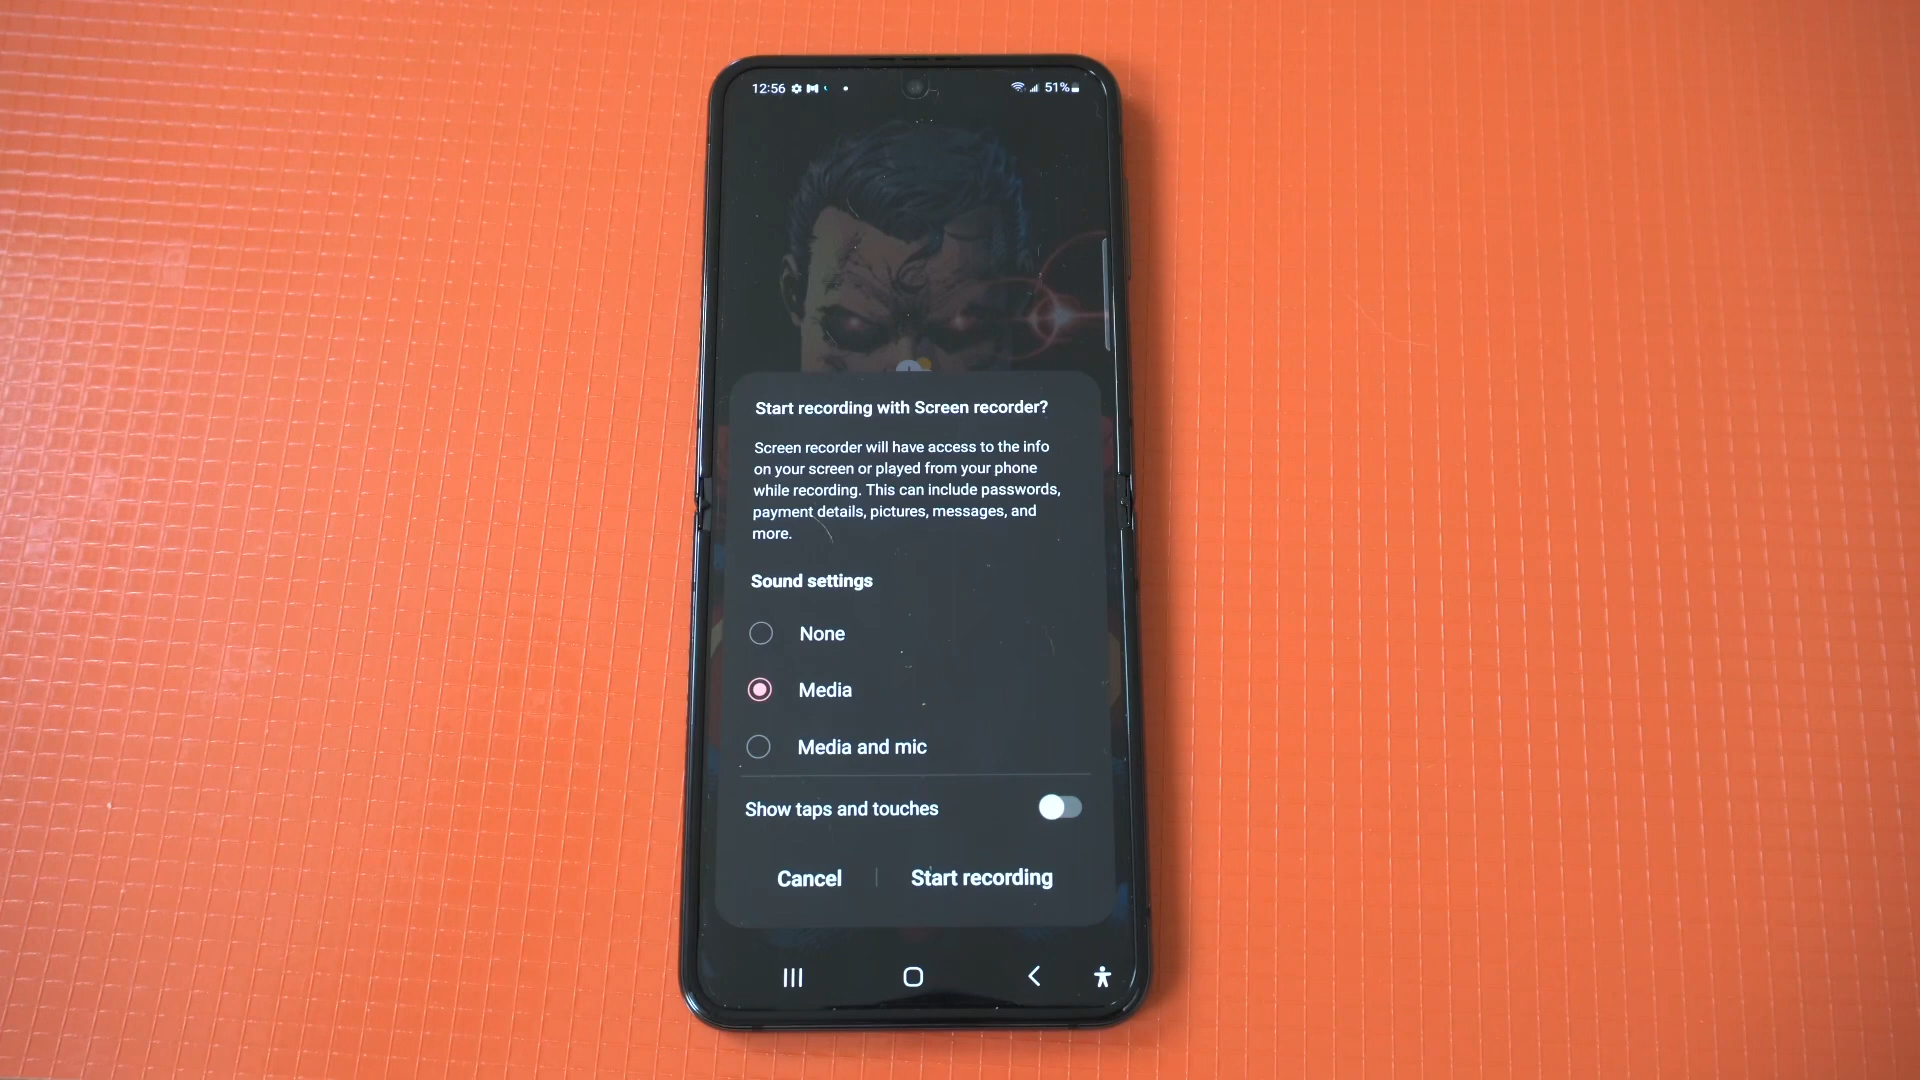 12:56
51%
Start recording with Screen recorder?
Screen recorder will have access to the info
on your screen or played from your phone
while recording. This can include passwords,
payment details, pictures, messages, and
more.
Sound settings
None
Media
Media and mic
Show taps and touches
Cancel
Start recording